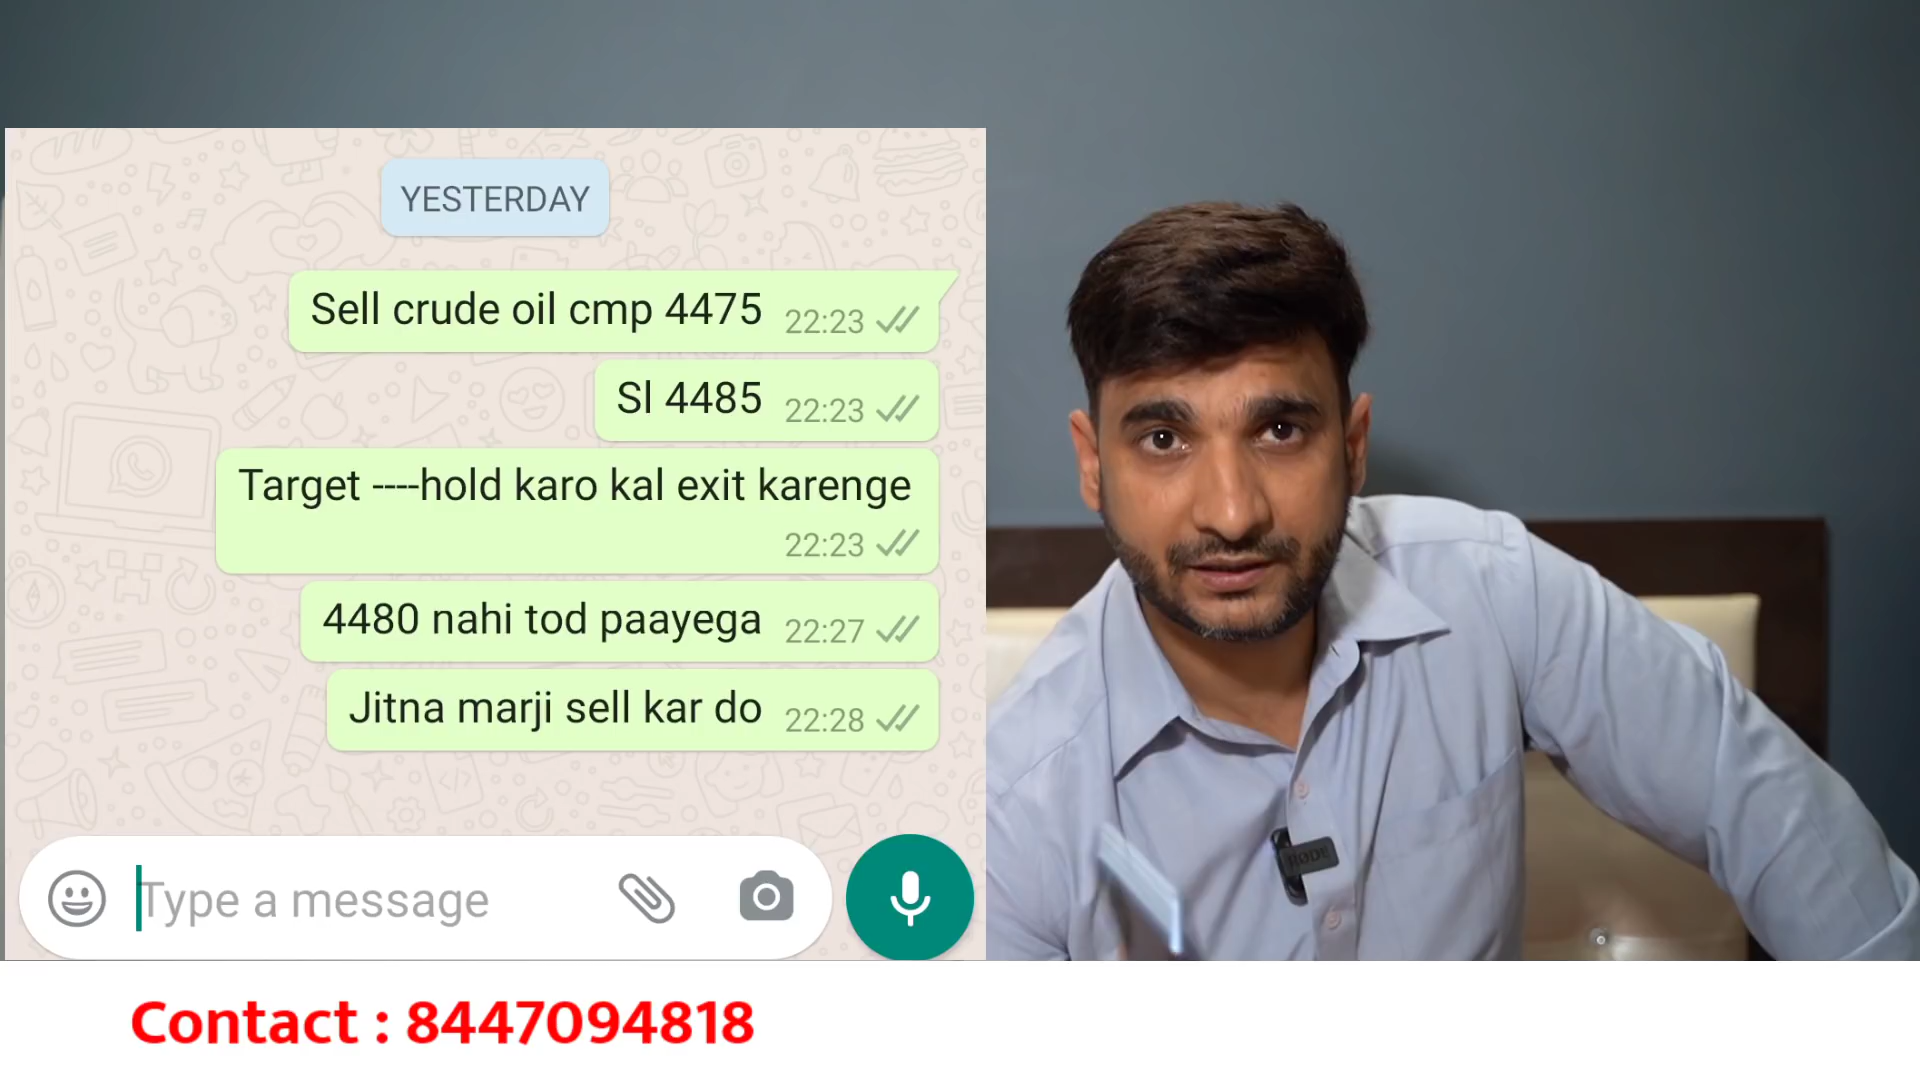 YESTERDAY
Sell crude oil cmp 4475 22:23
Sl 4485 22:23
Target ----hold karo kal exit karenge
22:23
4480 nahi tod paayega 22:27
Jitna marji sell kar do 22:28
Type a message
RODE
Contact : 8447094818